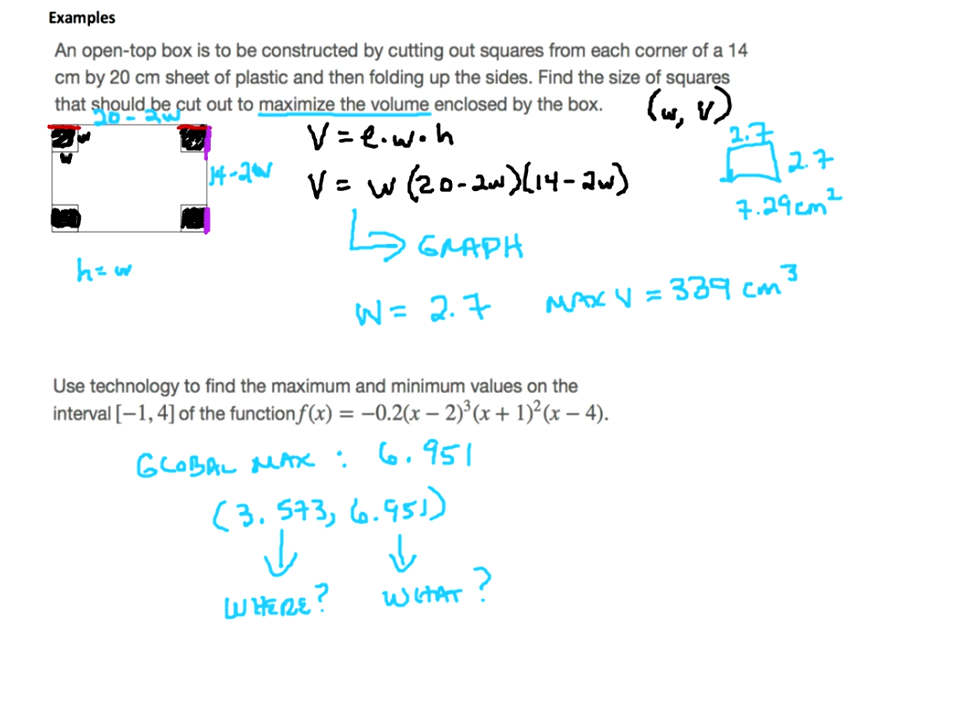 Examples
An open-top box is to be constructed by cutting out squares from each corner of a 14
cm by 20 cm sheet of plastic and then folding up the sides. Find the size of squares
that should be cut out to maximize the volume enclosed by the box.
(w, V)
20 - 2w
w
w
14 - 2w
h = w
V = l . w . h
V = w (20 - 2w)(14 - 2w)
GRAPH
2.7
2.7
7.29 cm²
W = 2.7 MAX V = 339 cm³
Use technology to find the maximum and minimum values on the
interval [−1, 4] of the function f(x) = −0.2(x − 2)³(x + 1)²(x − 4).
GLOBAL MAX : 6.951
(3.573, 6.951)
WHERE? WHAT?